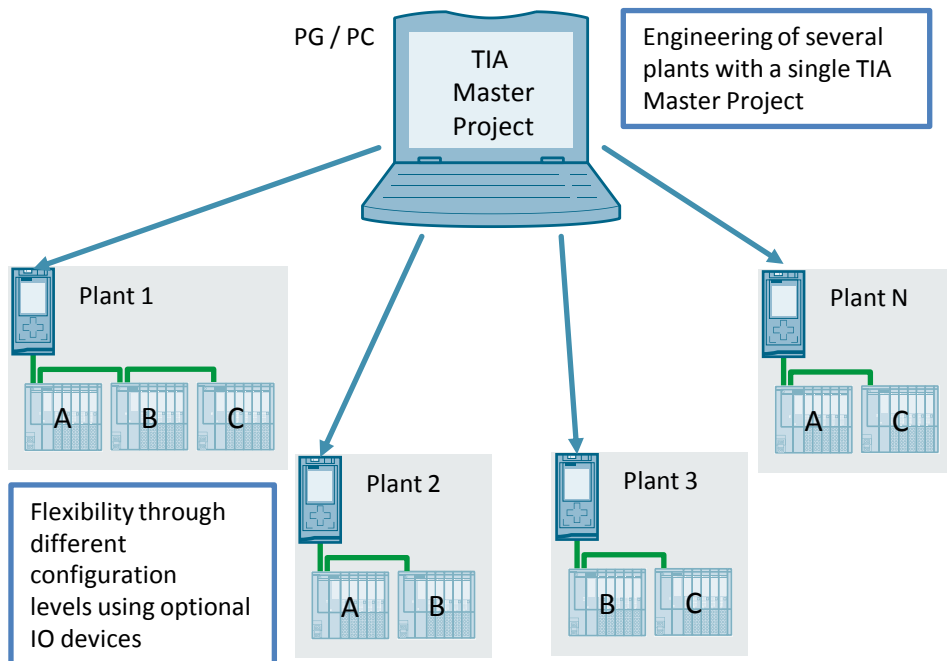 PG / PC
TIA
Master
Project
Engineering of several
plants with a single TIA
Master Project
Plant 1
A
B
C
Plant N
A
C
Plant 2
A
B
Plant 3
B
C
Flexibility through
different
configuration
levels using optional
IO devices